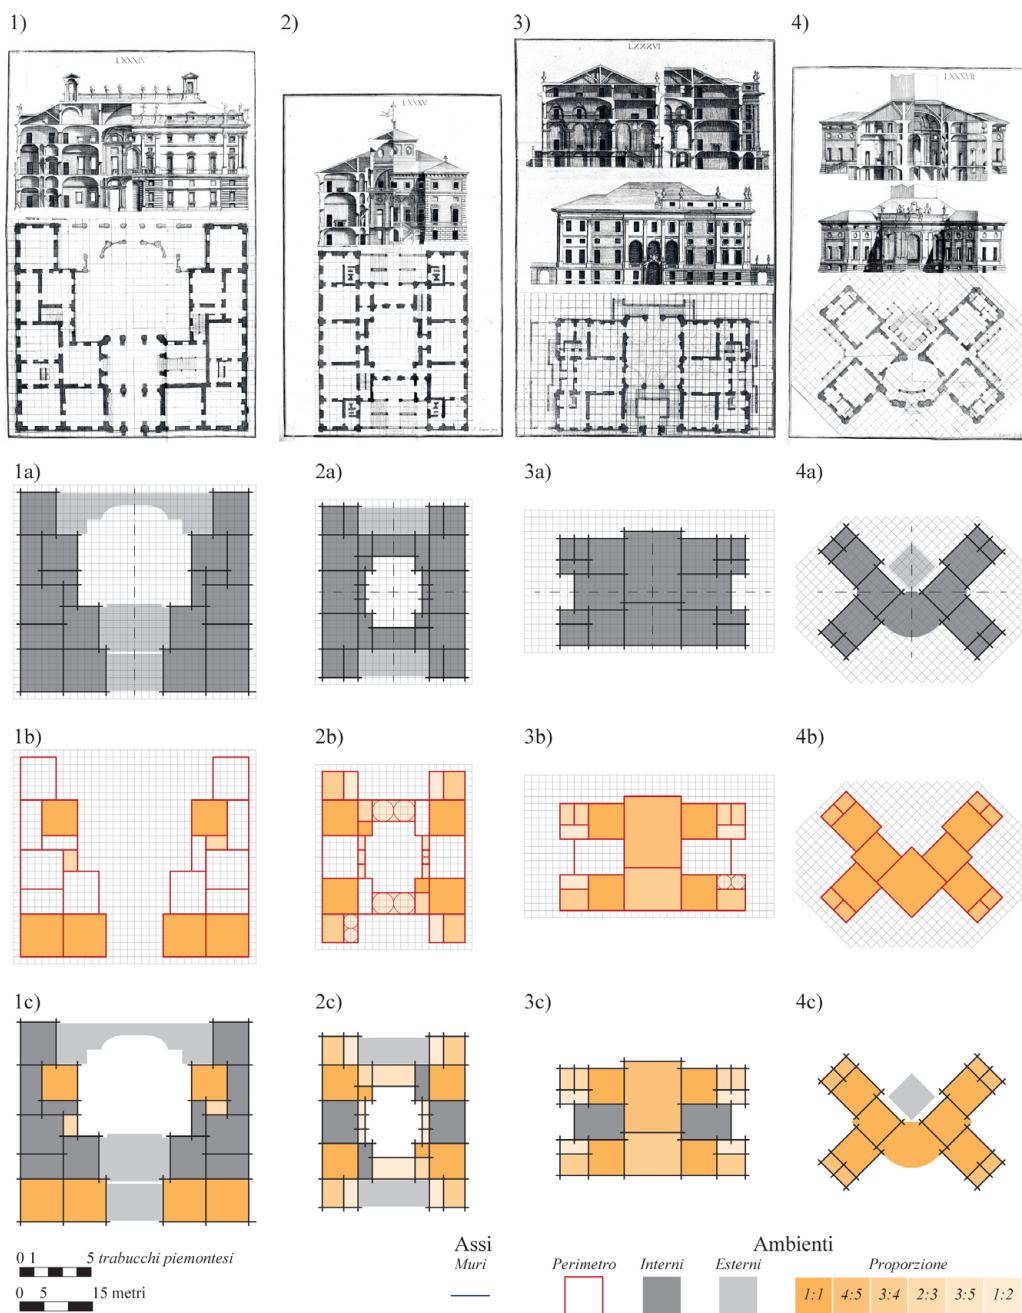 1)
2)
3)
4)
LXXXIV
LXXXV
LXXXVI
LXXXVII
1a)
2a)
3a)
4a)
1b)
2b)
3b)
4b)
1c)
2c)
3c)
4c)
0 1 5 trabucchi piemontesi
0 5 15 metri
Assi
Muri
Ambienti
Perimetro
Interni
Esterni
Proporzione
1:1 4:5 3:4 2:3 3:5 1:2